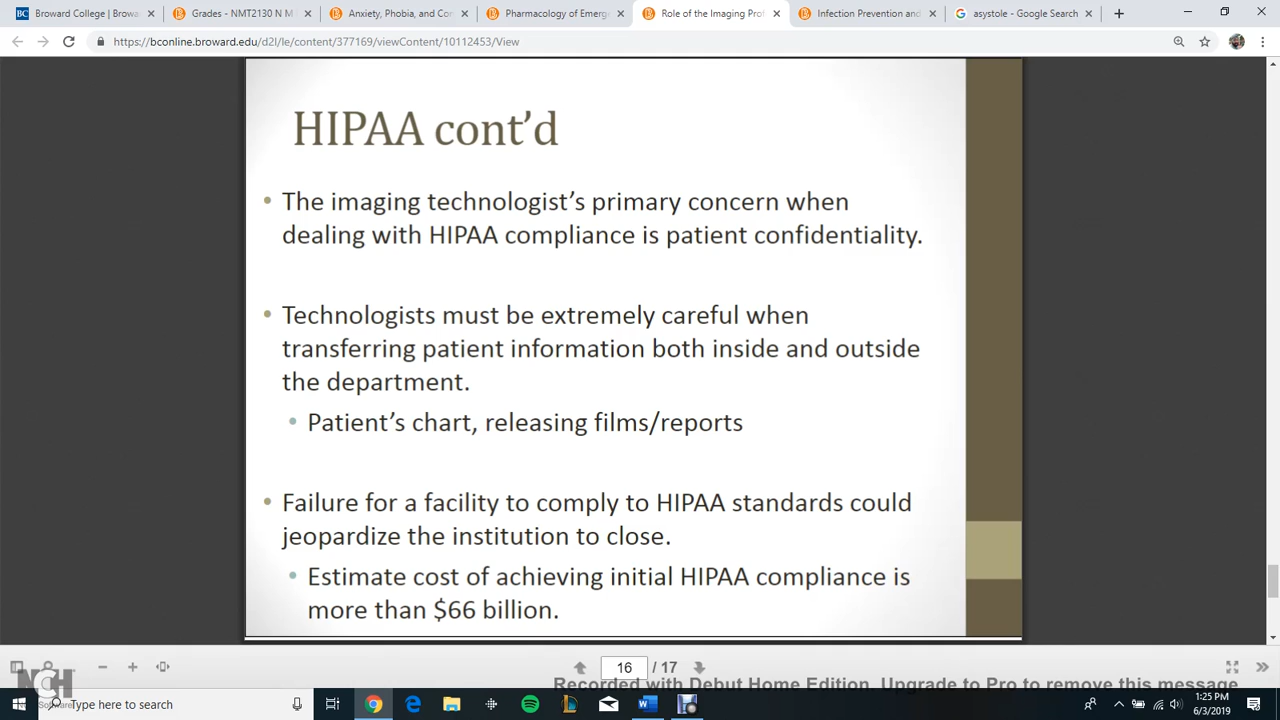 Broward College | Browa
Grades - NMT2130 N M
Anxiety, Phobia, and Con
Pharmacology of Emerg
Role of the Imaging Prof
Infection Prevention and
asystole - Google Search
https://bconline.broward.edu/d2l/le/content/377169/viewContent/10112453/View
HIPAA cont'd
• The imaging technologist's primary concern when
dealing with HIPAA compliance is patient confidentiality.
• Technologists must be extremely careful when
transferring patient information both inside and outside
the department.
• Patient's chart, releasing films/reports
• Failure for a facility to comply to HIPAA standards could
jeopardize the institution to close.
• Estimate cost of achieving initial HIPAA compliance is
more than $66 billion.
16 / 17
NCH
Software
Recorded with Debut Home Edition. Upgrade to Pro to remove this message
Type here to search
1:25 PM
6/3/2019